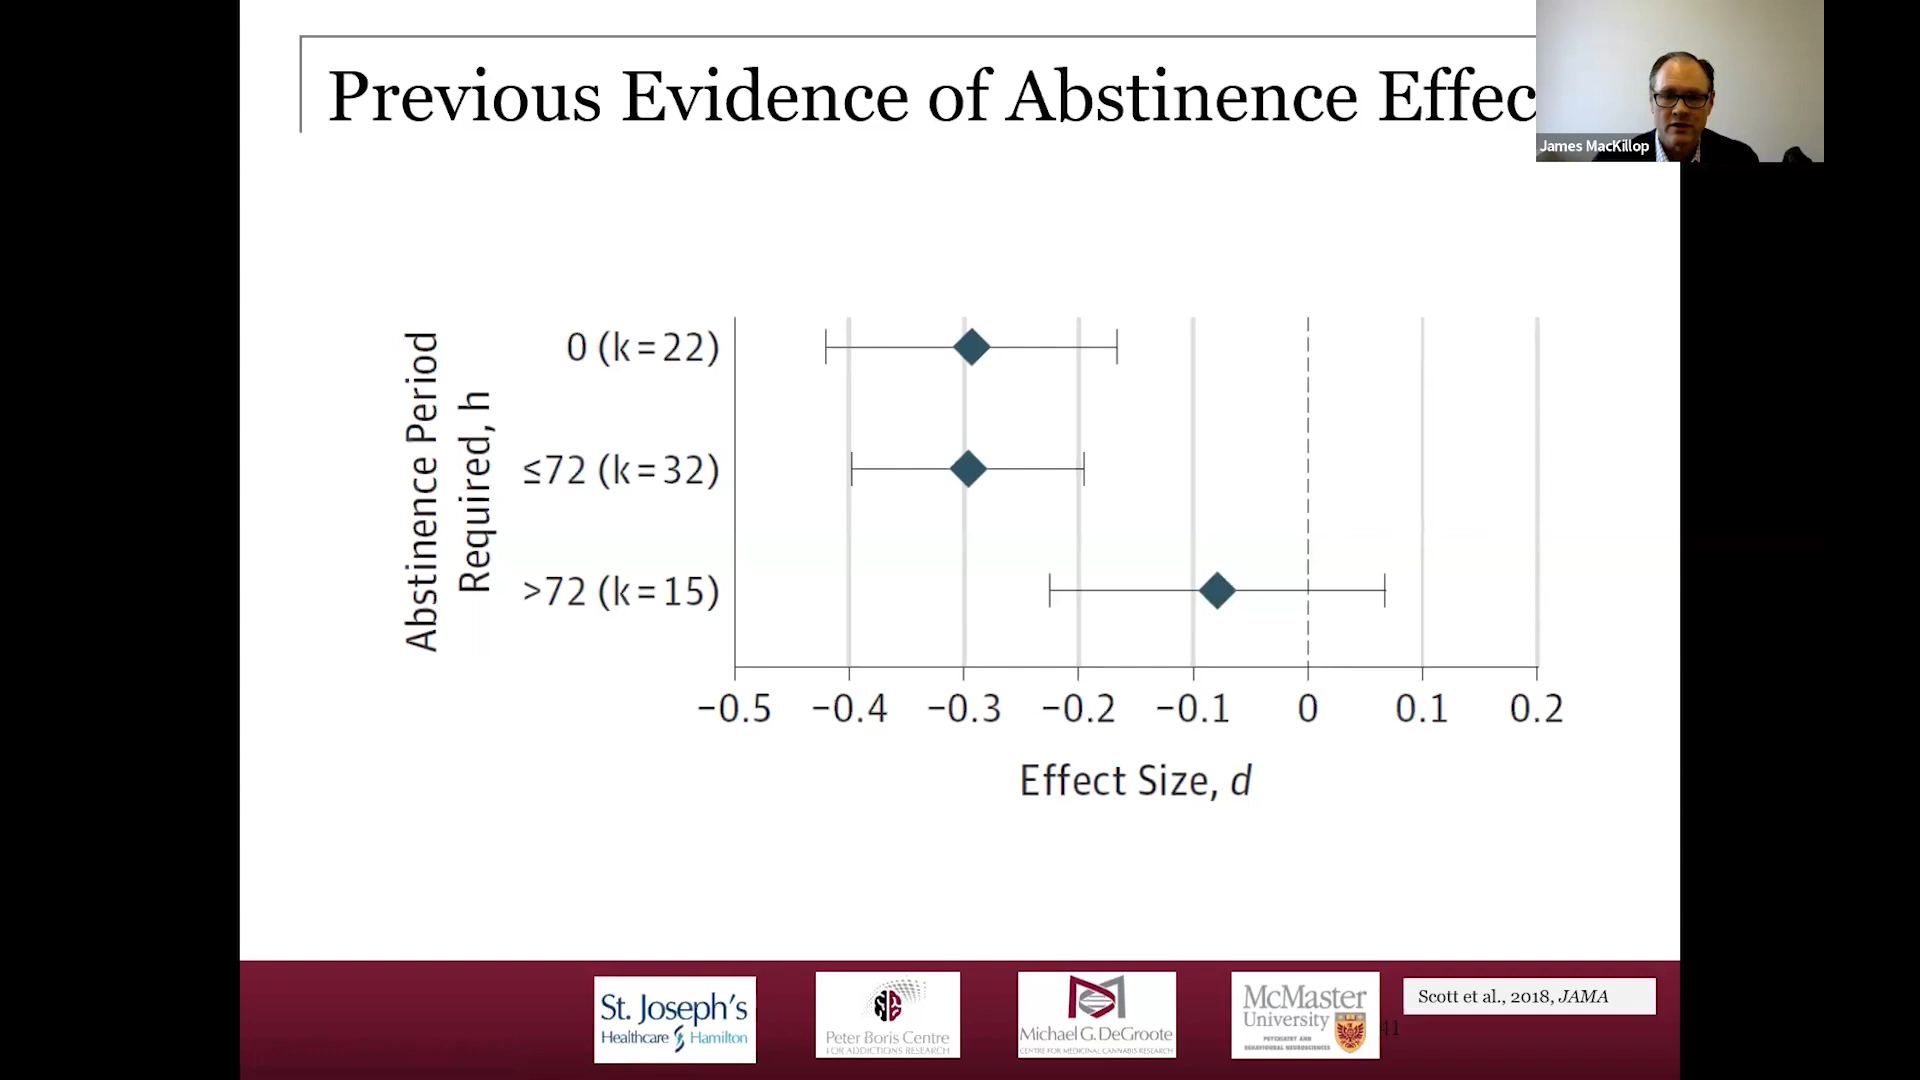 Previous Evidence of Abstinence Effec
James MacKillop
Abstinence Period
Required, h
0 (k=22)
≤72 (k=32)
>72 (k=15)
−0.5 −0.4 −0.3 −0.2 −0.1 0 0.1 0.2
Effect Size, d
St. Joseph's
Healthcare Hamilton
Peter Boris Centre
FOR ADDICTIONS RESEARCH
Michael G. DeGroote
CENTRE FOR MEDICINAL CANNABIS RESEARCH
McMaster
University
PSYCHIATRY AND
BEHAVIOURAL NEUROSCIENCES
Scott et al., 2018, JAMA
41